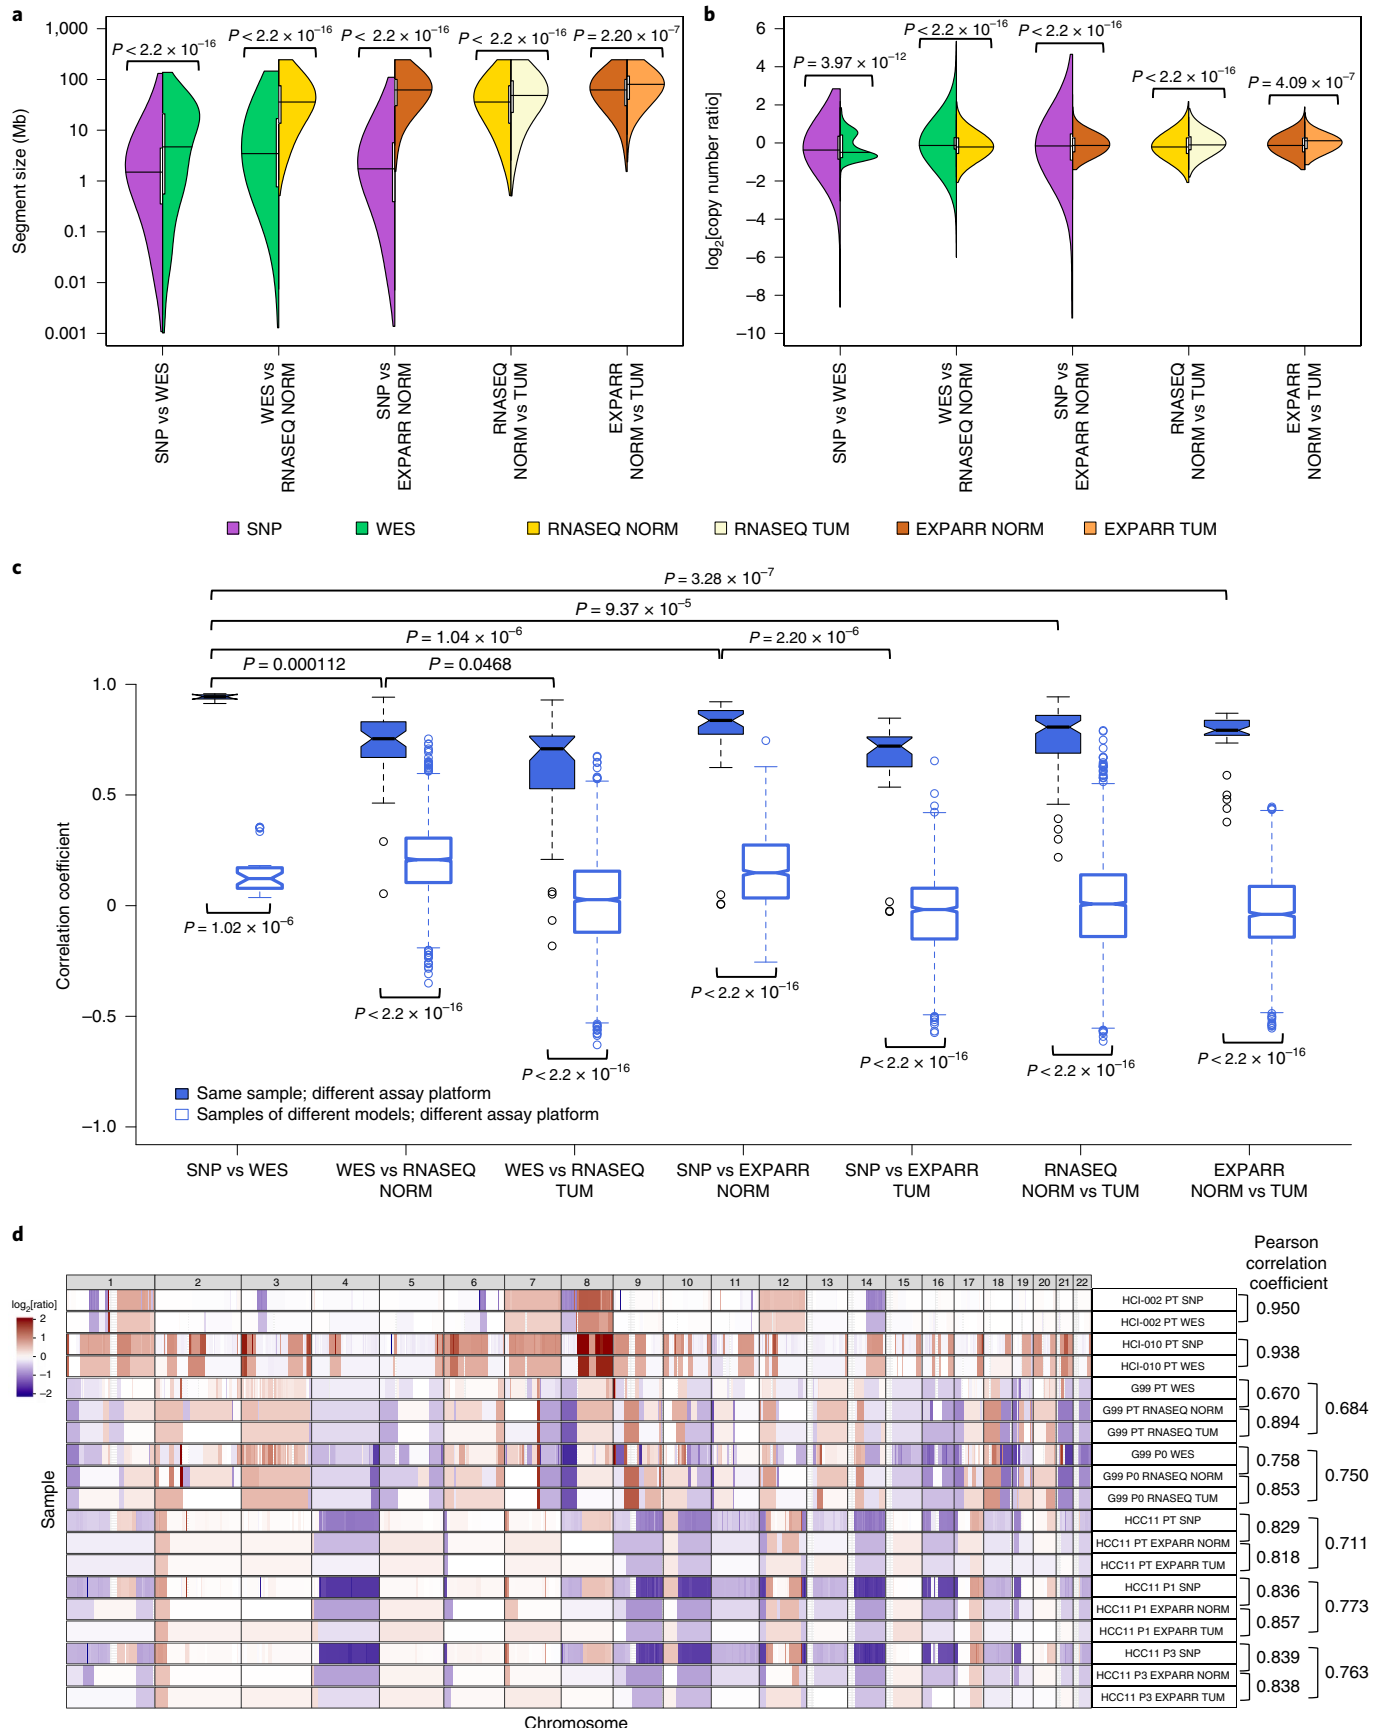 a
P < 2.2 × 10−16
P < 2.2 × 10−16
P < 2.2 × 10−16
P < 2.2 × 10−16
P = 2.20 × 10−7
Segment size (Mb)
1,000
100
10
1
0.1
0.01
0.001
SNP vs WES
WES vs
RNASEQ NORM
SNP vs
EXPARR NORM
RNASEQ
NORM vs TUM
EXPARR
NORM vs TUM
b
P = 3.97 × 10−12
P < 2.2 × 10−16
P < 2.2 × 10−16
P < 2.2 × 10−16
P = 4.09 × 10−7
log2[copy number ratio]
6
4
2
0
−2
−4
−6
−8
−10
SNP vs WES
WES vs
RNASEQ NORM
SNP vs
EXPARR NORM
RNASEQ
NORM vs TUM
EXPARR
NORM vs TUM
SNP
WES
RNASEQ NORM
RNASEQ TUM
EXPARR NORM
EXPARR TUM
c
P = 3.28 × 10−7
P = 9.37 × 10−5
P = 1.04 × 10−6
P = 2.20 × 10−6
P = 0.000112
P = 0.0468
Correlation coefficient
1.0
0.5
0
−0.5
−1.0
P = 1.02 × 10−6
P < 2.2 × 10−16
P < 2.2 × 10−16
P < 2.2 × 10−16
P < 2.2 × 10−16
P < 2.2 × 10−16
P < 2.2 × 10−16
Same sample; different assay platform
Samples of different models; different assay platform
SNP vs WES
WES vs RNASEQ
NORM
WES vs RNASEQ
TUM
SNP vs EXPARR
NORM
SNP vs EXPARR
TUM
RNASEQ
NORM vs TUM
EXPARR
NORM vs TUM
d
Pearson
correlation
coefficient
log2[ratio]
2
1
0
−1
−2
1 2 3 4 5 6 7 8 9 10 11 12 13 14 15 16 17 18 19 20 21 22
Sample
HCI-002 PT SNP
HCI-002 PT WES
HCI-010 PT SNP
HCI-010 PT WES
G99 PT WES
G99 PT RNASEQ NORM
G99 PT RNASEQ TUM
G99 P0 WES
G99 P0 RNASEQ NORM
G99 P0 RNASEQ TUM
HCC11 PT SNP
HCC11 PT EXPARR NORM
HCC11 PT EXPARR TUM
HCC11 P1 SNP
HCC11 P1 EXPARR NORM
HCC11 P1 EXPARR TUM
HCC11 P3 SNP
HCC11 P3 EXPARR NORM
HCC11 P3 EXPARR TUM
0.950
0.938
0.670
0.894
0.684
0.758
0.853
0.750
0.829
0.818
0.711
0.836
0.857
0.773
0.839
0.838
0.763
Chromosome